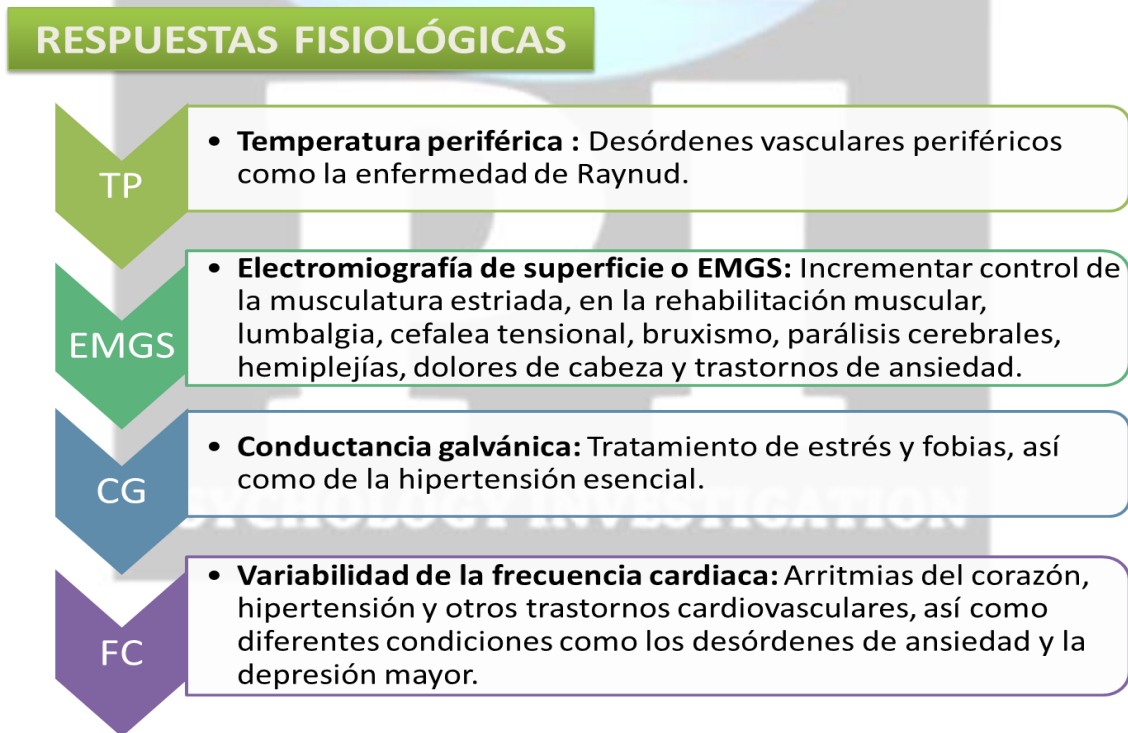 RESPUESTAS FISIOLÓGICAS
TP
• Temperatura periférica : Desórdenes vasculares periféricos
como la enfermedad de Raynud.
EMGS
• Electromiografía de superficie o EMGS: Incrementar control de
la musculatura estriada, en la rehabilitación muscular,
lumbalgia, cefalea tensional, bruxismo, parálisis cerebrales,
hemiplejías, dolores de cabeza y trastornos de ansiedad.
CG
• Conductancia galvánica: Tratamiento de estrés y fobias, así
como de la hipertensión esencial.
PSYCHOLOGY INVESTIGATION
FC
• Variabilidad de la frecuencia cardiaca: Arritmias del corazón,
hipertensión y otros trastornos cardiovasculares, así como
diferentes condiciones como los desórdenes de ansiedad y la
depresión mayor.